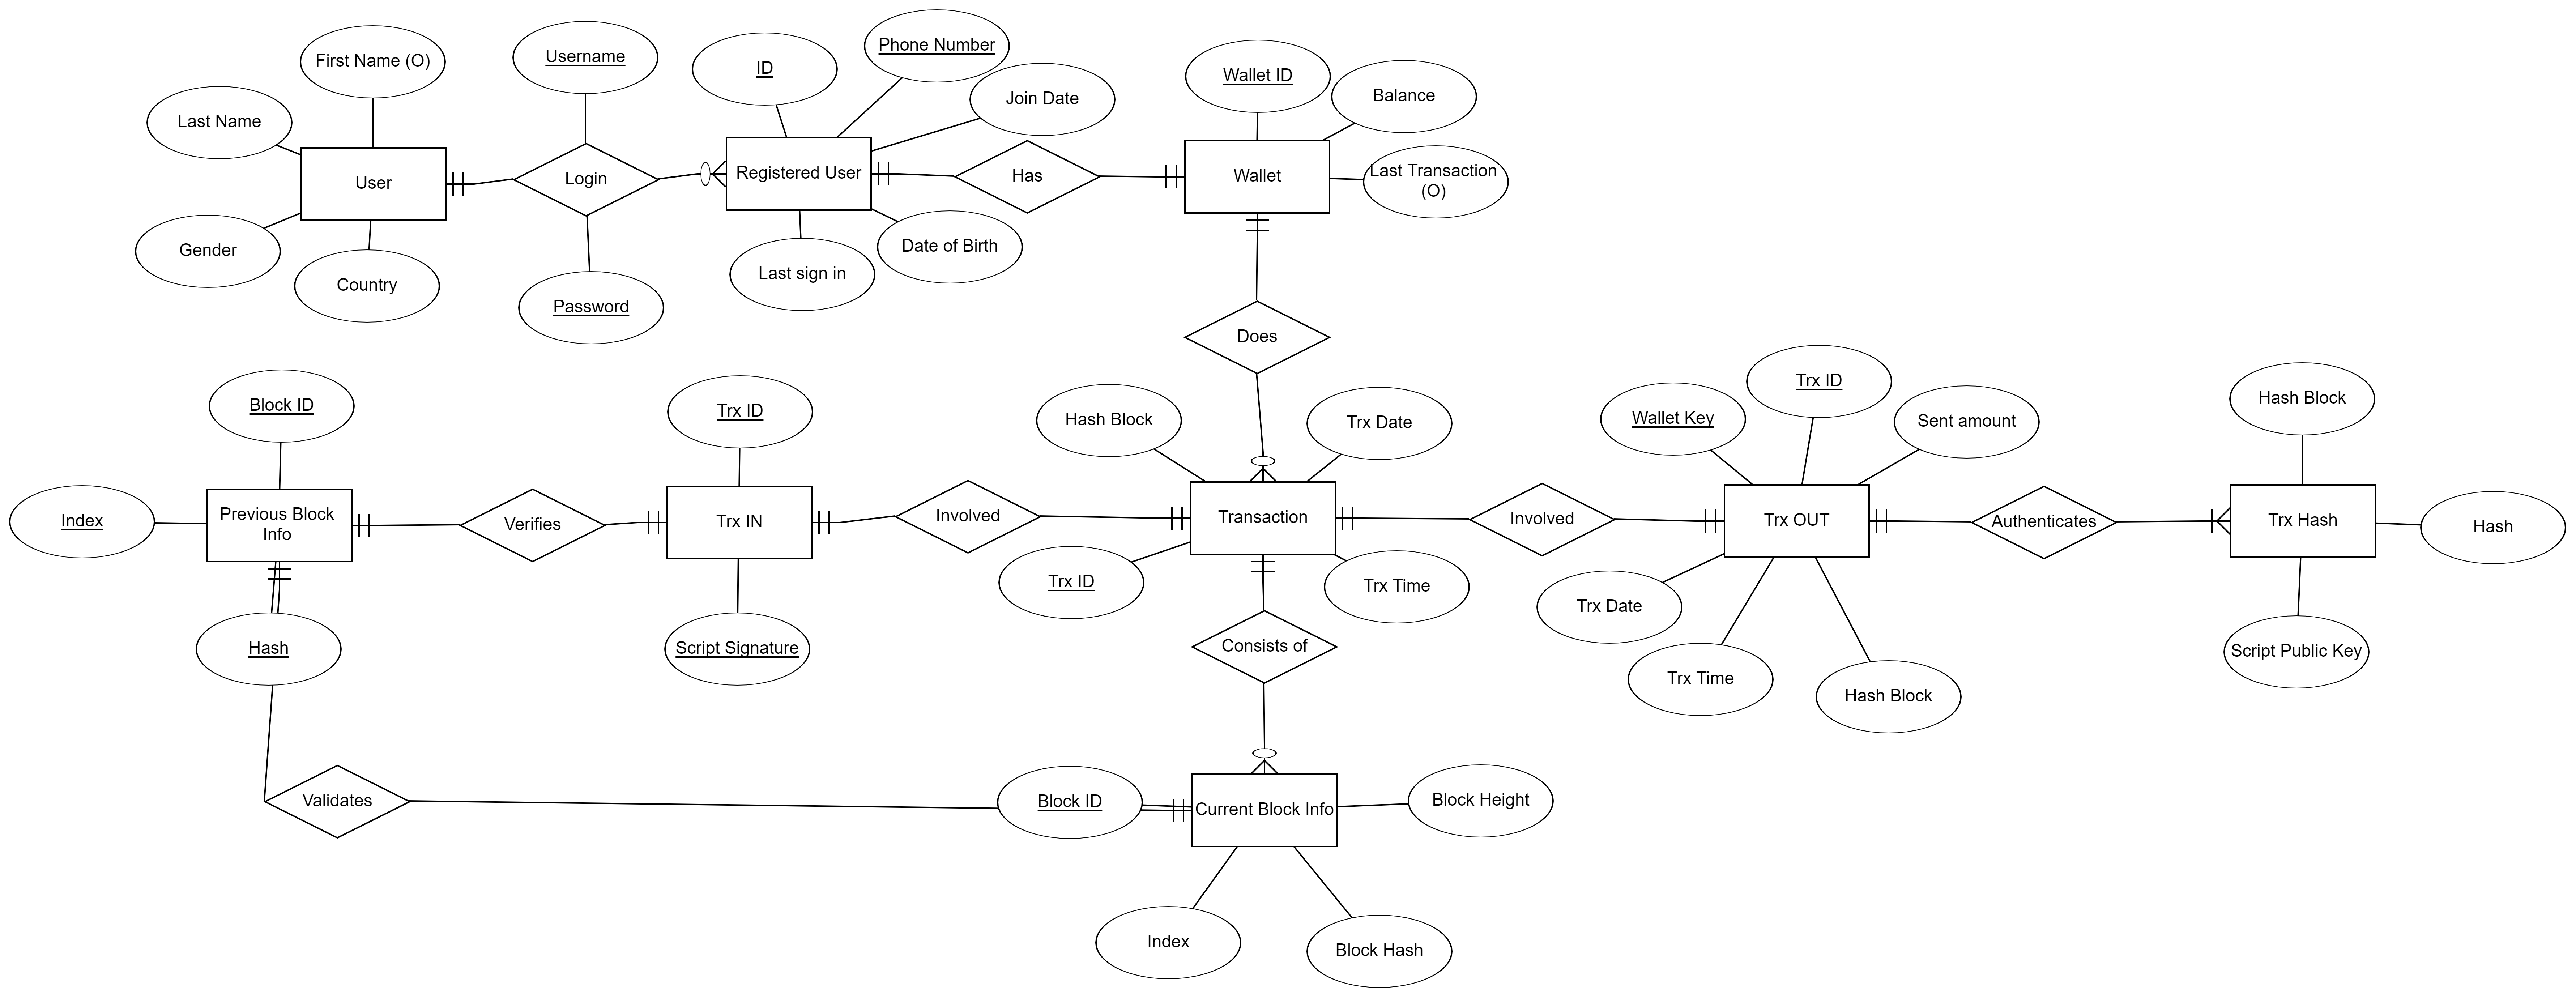 First Name (O)
Username
ID
Phone Number
Join Date
Wallet ID
Balance
Last Name
User
Login
Registered User
Has
Wallet
Last Transaction
(O)
Gender
Country
Password
Last sign in
Date of Birth
Does
Block ID
Trx ID
Hash Block
Trx Date
Wallet Key
Trx ID
Sent amount
Hash Block
Index
Previous Block
Info
Verifies
Trx IN
Involved
Transaction
Involved
Trx OUT
Authenticates
Trx Hash
Hash
Trx ID
Trx Time
Trx Date
Hash
Script Signature
Consists of
Trx Time
Hash Block
Script Public Key
Validates
Block ID
Current Block Info
Block Height
Index
Block Hash